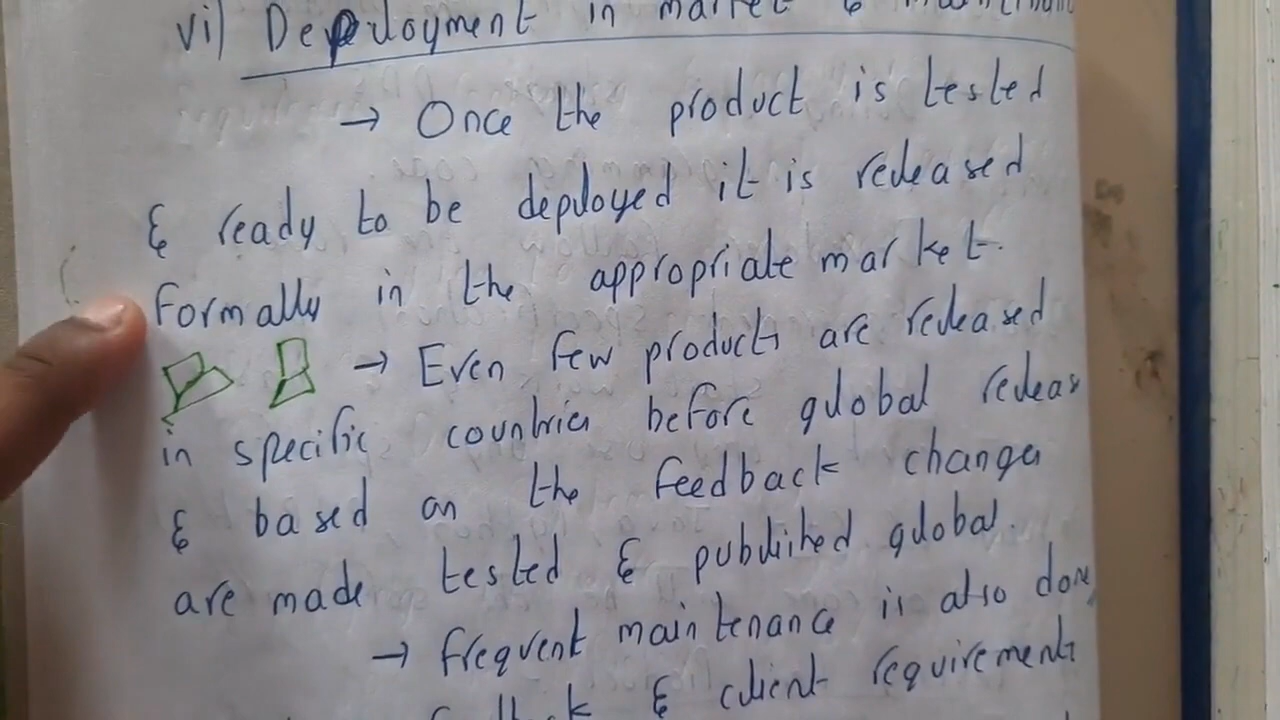 vi) Deployment in market &
→ Once the product is tested
& ready to be deployed it is released
formally in the appropriate market.
→ Even few products are released
in specific countries before global releas
& based on the feedback changes
are made tested & published global.
→ frequent maintenance is also done
& client requirements